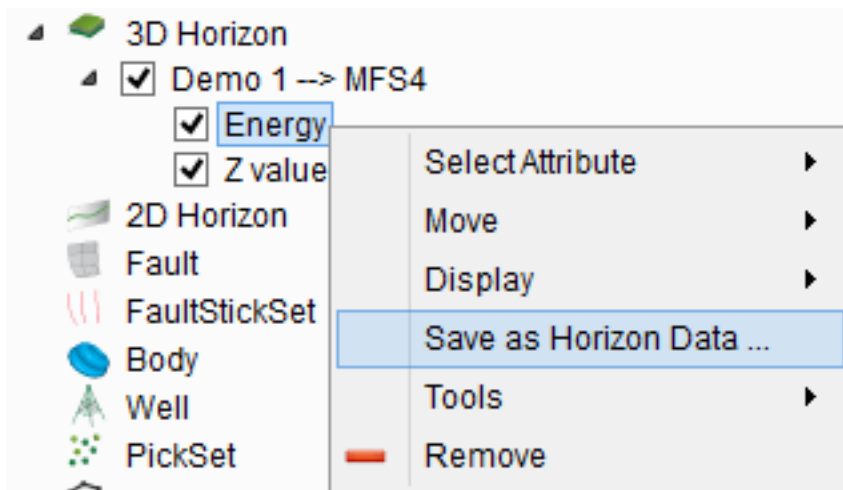 3D Horizon
Demo 1 --> MFS4
Energy
Z value
2D Horizon
Fault
FaultStickSet
Body
Well
PickSet
Select Attribute
Move
Display
Save as Horizon Data ...
Tools
Remove